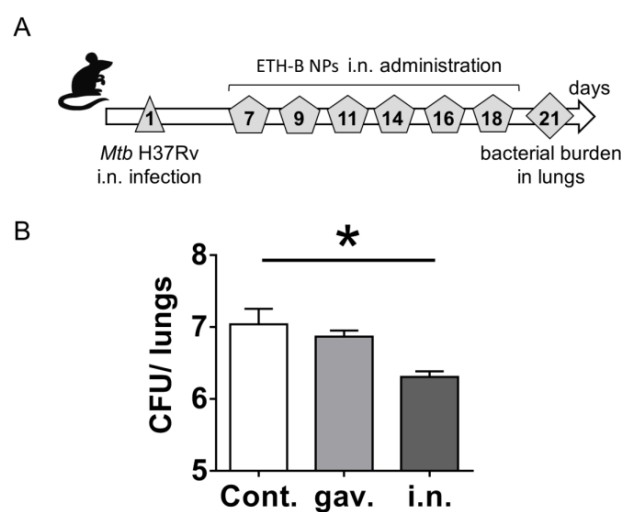 A
ETH-B NPs i.n. administration
days
1 7 9 11 14 16 18 21
Mtb H37Rv
i.n. infection
bacterial burden
in lungs
B
*
CFU/ lungs
8
7
6
5
Cont. gav. i.n.